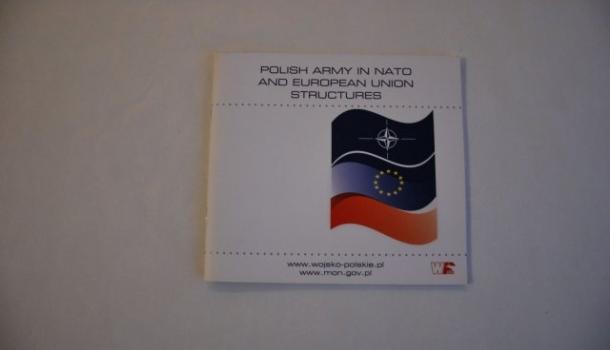 POLISH ARMY IN NATO
AND EUROPEAN UNION
STRUCTURES
www.wojsko-polskie.pl
www.mon.gov.pl